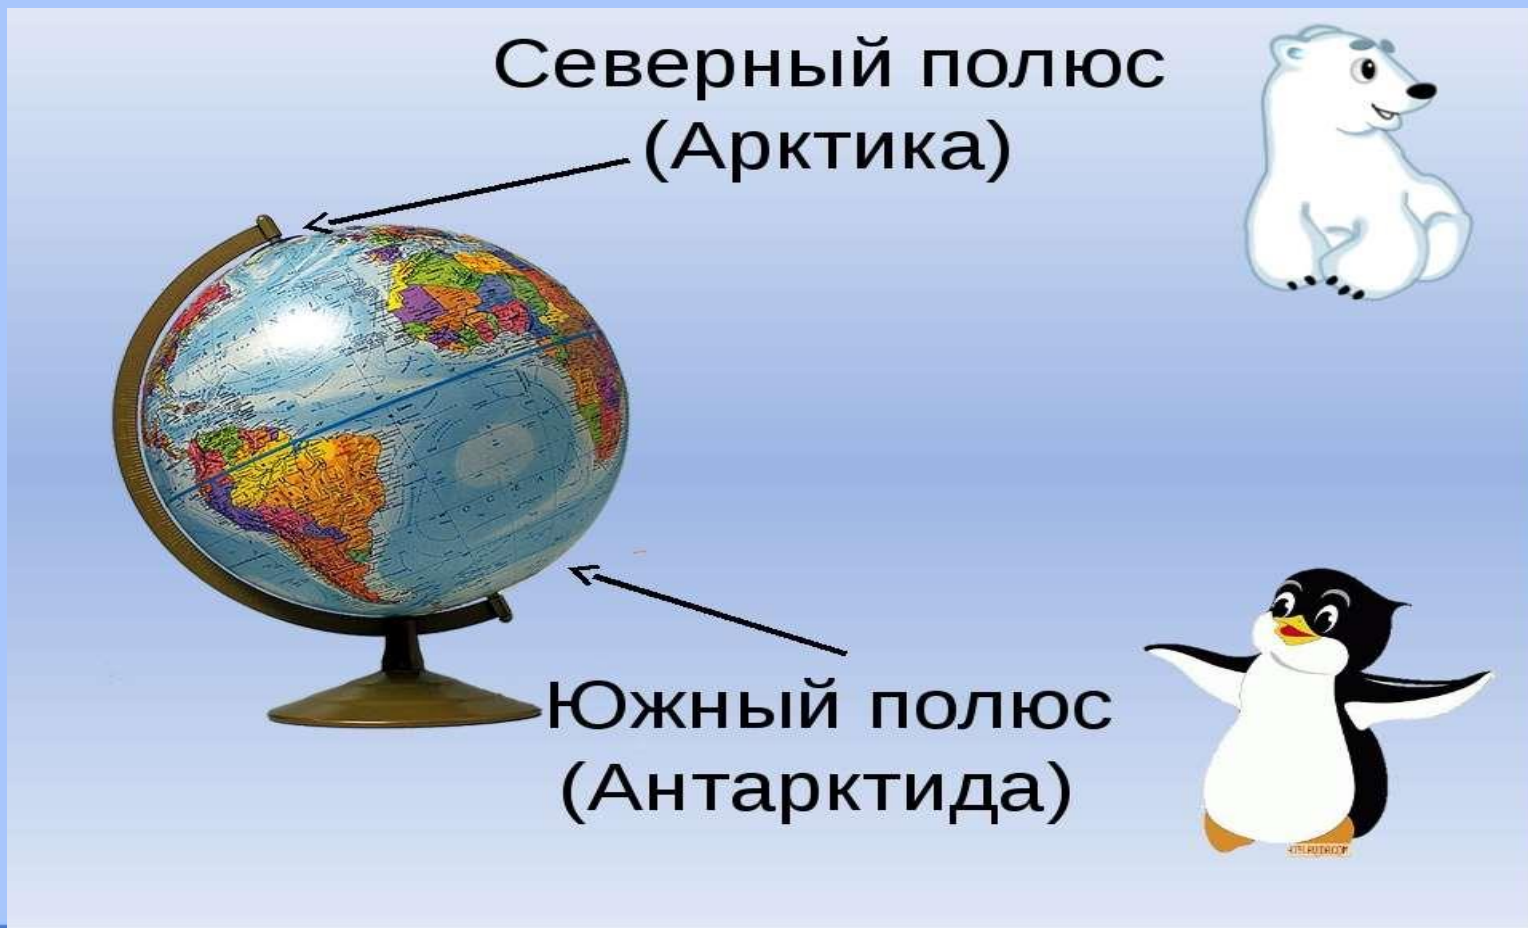 Северный полюс
(Арктика)
Южный полюс
(Антарктида)